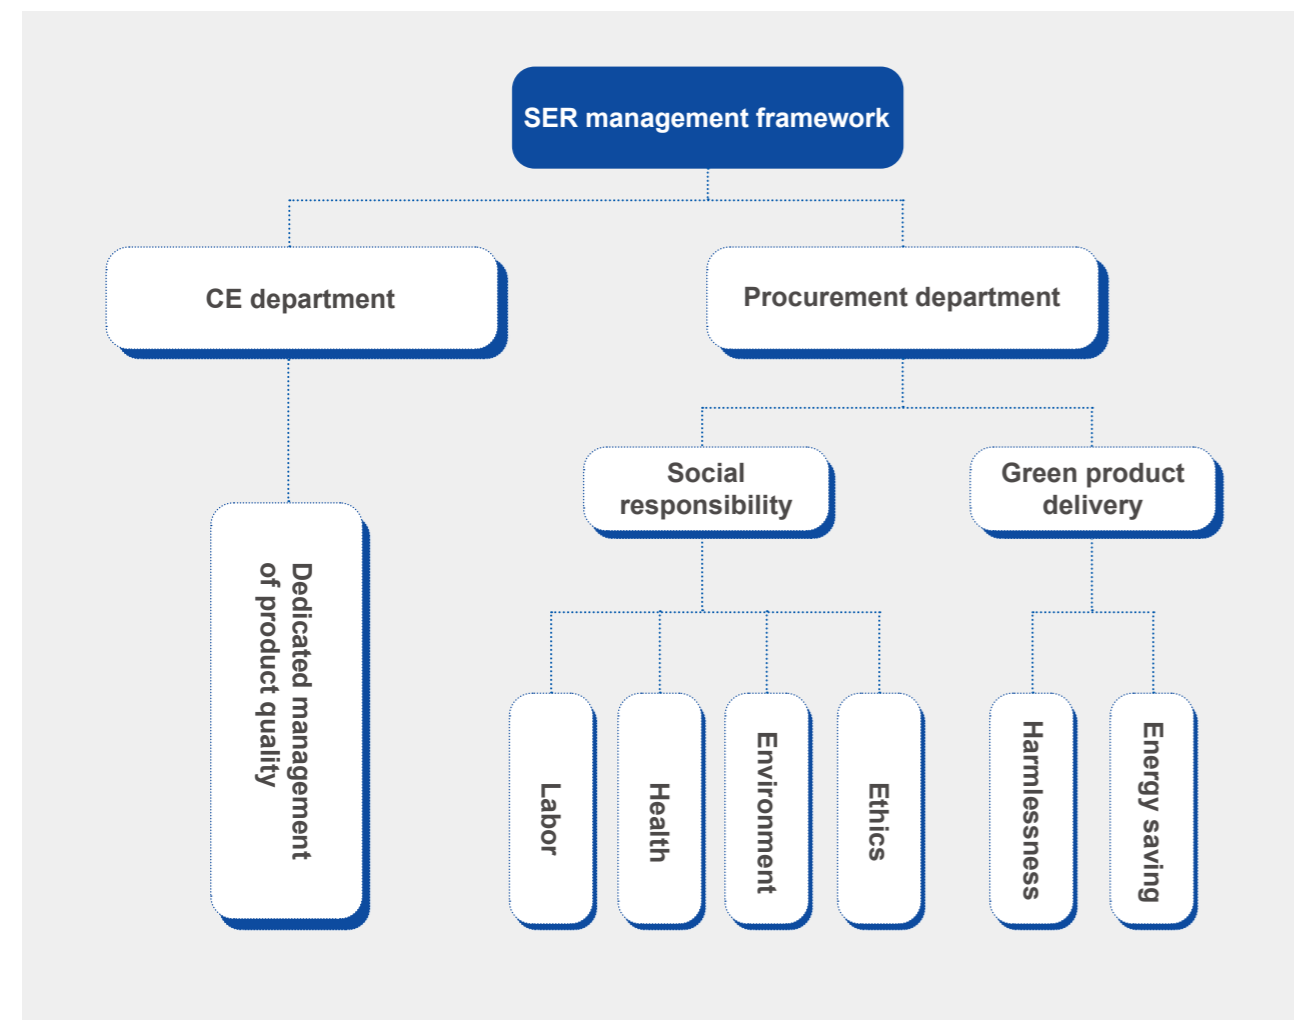 SER management framework
CE department
Procurement department
Social
responsibility
Green product
delivery
Dedicated management
of product quality
Labor
Health
Environment
Ethics
Harmlessness
Energy saving